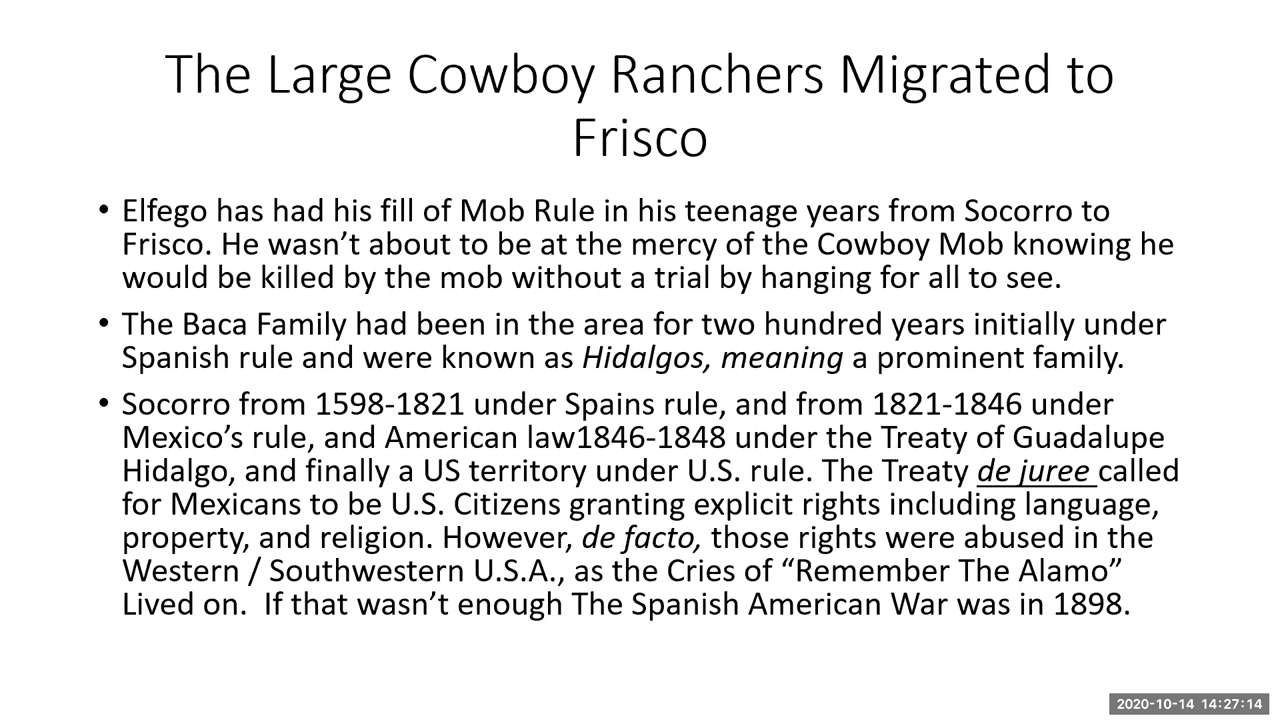 The Large Cowboy Ranchers Migrated to
Frisco
• Elfego has had his fill of Mob Rule in his teenage years from Socorro to
Frisco. He wasn’t about to be at the mercy of the Cowboy Mob knowing he
would be killed by the mob without a trial by hanging for all to see.
• The Baca Family had been in the area for two hundred years initially under
Spanish rule and were known as Hidalgos, meaning a prominent family.
• Socorro from 1598-1821 under Spains rule, and from 1821-1846 under
Mexico’s rule, and American law1846-1848 under the Treaty of Guadalupe
Hidalgo, and finally a US territory under U.S. rule. The Treaty de juree called
for Mexicans to be U.S. Citizens granting explicit rights including language,
property, and religion. However, de facto, those rights were abused in the
Western / Southwestern U.S.A., as the Cries of “Remember The Alamo”
Lived on.  If that wasn’t enough The Spanish American War was in 1898.
2020-10-14 14:27:14